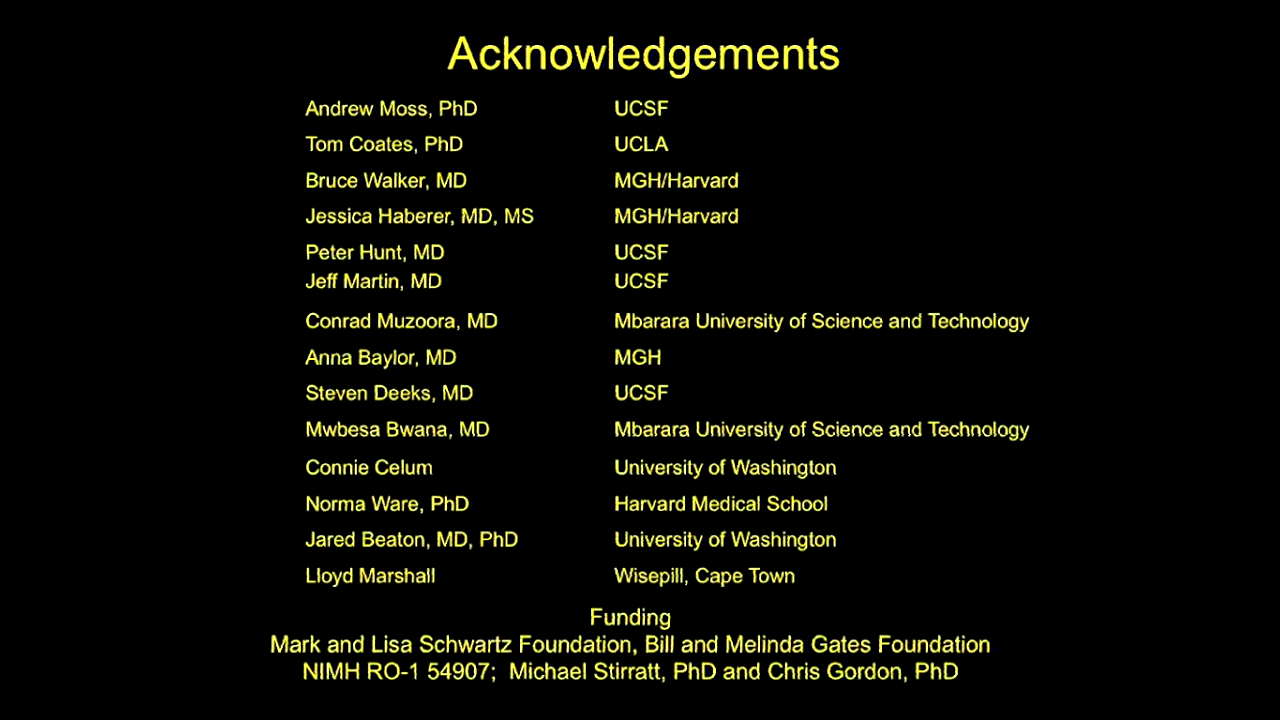 Acknowledgements
Andrew Moss, PhD UCSF
Tom Coates, PhD UCLA
Bruce Walker, MD MGH/Harvard
Jessica Haberer, MD, MS MGH/Harvard
Peter Hunt, MD UCSF
Jeff Martin, MD UCSF
Conrad Muzoora, MD Mbarara University of Science and Technology
Anna Baylor, MD MGH
Steven Deeks, MD UCSF
Mwbesa Bwana, MD Mbarara University of Science and Technology
Connie Celum University of Washington
Norma Ware, PhD Harvard Medical School
Jared Beaton, MD, PhD University of Washington
Lloyd Marshall Wisepill, Cape Town
Funding
Mark and Lisa Schwartz Foundation, Bill and Melinda Gates Foundation
NIMH RO-1 54907; Michael Stirratt, PhD and Chris Gordon, PhD